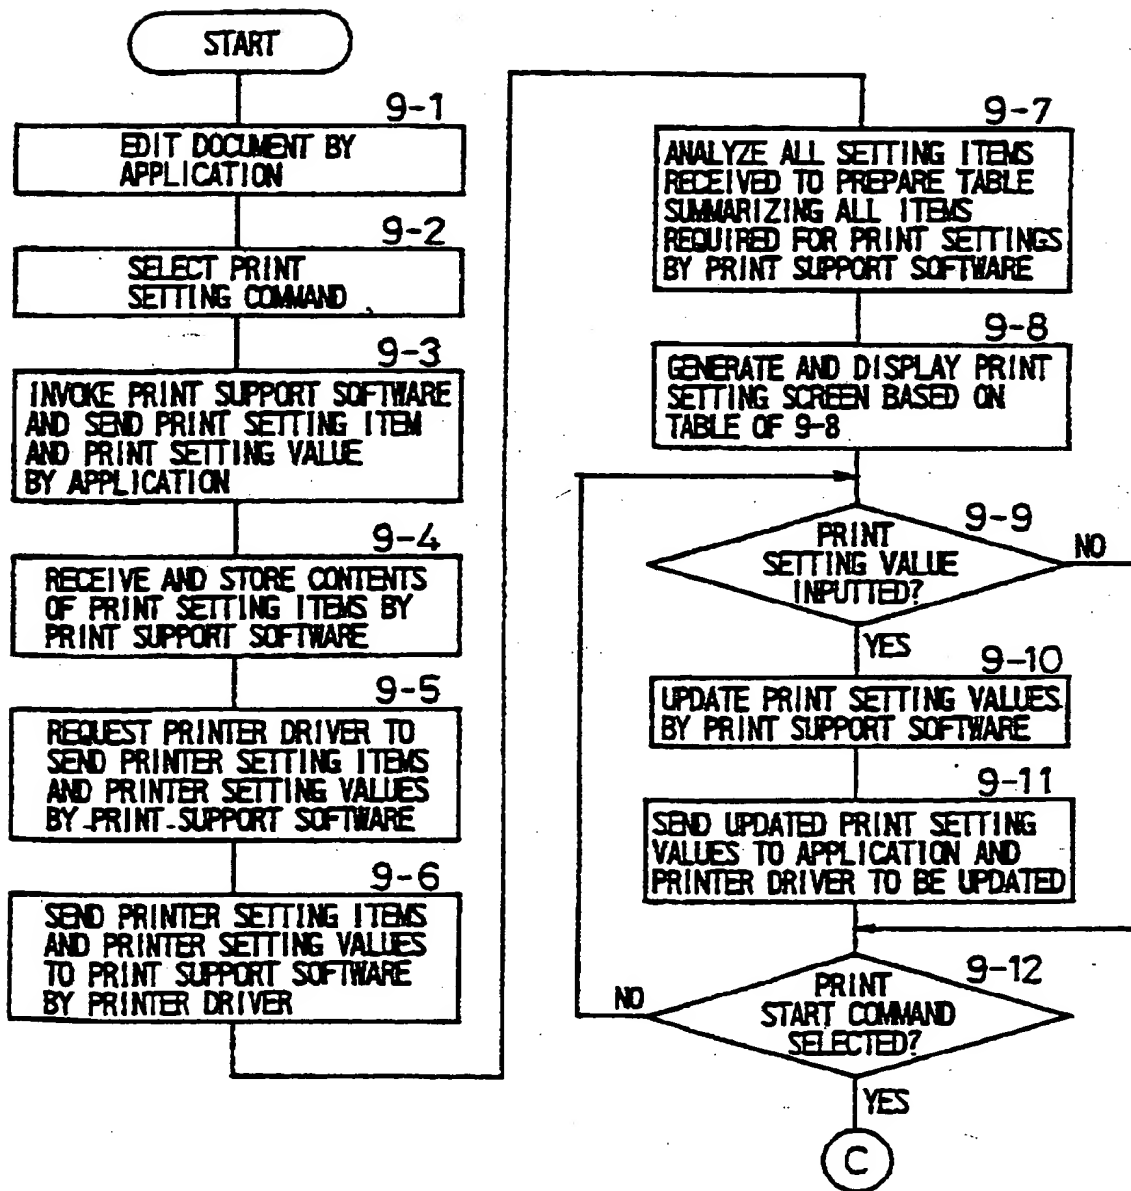 START
9-1
EDIT DOCUMENT BY
APPLICATION
9-2
SELECT PRINT
SETTING COMMAND
9-3
INVOKE PRINT SUPPORT SOFTWARE
AND SEND PRINT SETTING ITEM
AND PRINT SETTING VALUE
BY APPLICATION
9-4
RECEIVE AND STORE CONTENTS
OF PRINT SETTING ITEMS BY
PRINT SUPPORT SOFTWARE
9-5
REQUEST PRINTER DRIVER TO
SEND PRINTER SETTING ITEMS
AND PRINTER SETTING VALUES
BY PRINT SUPPORT SOFTWARE
9-6
SEND PRINTER SETTING ITEMS
AND PRINTER SETTING VALUES
TO PRINT SUPPORT SOFTWARE
BY PRINTER DRIVER
9-7
ANALYZE ALL SETTING ITEMS
RECEIVED TO PREPARE TABLE
SUMMARIZING ALL ITEMS
REQUIRED FOR PRINT SETTINGS
BY PRINT SUPPORT SOFTWARE
9-8
GENERATE AND DISPLAY PRINT
SETTING SCREEN BASED ON
TABLE OF 9-8
9-9
PRINT
SETTING VALUE
INPUTTED?
NO
YES
9-10
UPDATE PRINT SETTING VALUES
BY PRINT SUPPORT SOFTWARE
9-11
SEND UPDATED PRINT SETTING
VALUES TO APPLICATION AND
PRINTER DRIVER TO BE UPDATED
9-12
PRINT
START COMMAND
SELECTED?
NO
YES
C